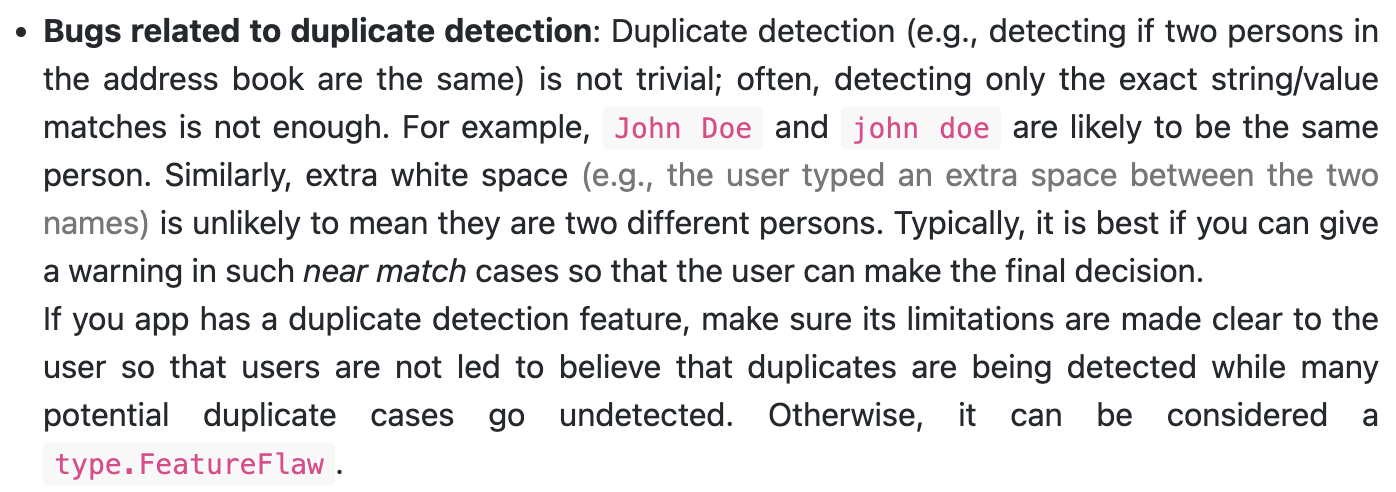 • Bugs related to duplicate detection: Duplicate detection (e.g., detecting if two persons in
the address book are the same) is not trivial; often, detecting only the exact string/value
matches is not enough. For example, John Doe and john doe are likely to be the same
person. Similarly, extra white space (e.g., the user typed an extra space between the two
names) is unlikely to mean they are two different persons. Typically, it is best if you can give
a warning in such near match cases so that the user can make the final decision.
If you app has a duplicate detection feature, make sure its limitations are made clear to the
user so that users are not led to believe that duplicates are being detected while many
potential duplicate cases go undetected. Otherwise, it can be considered a
type.FeatureFlaw.